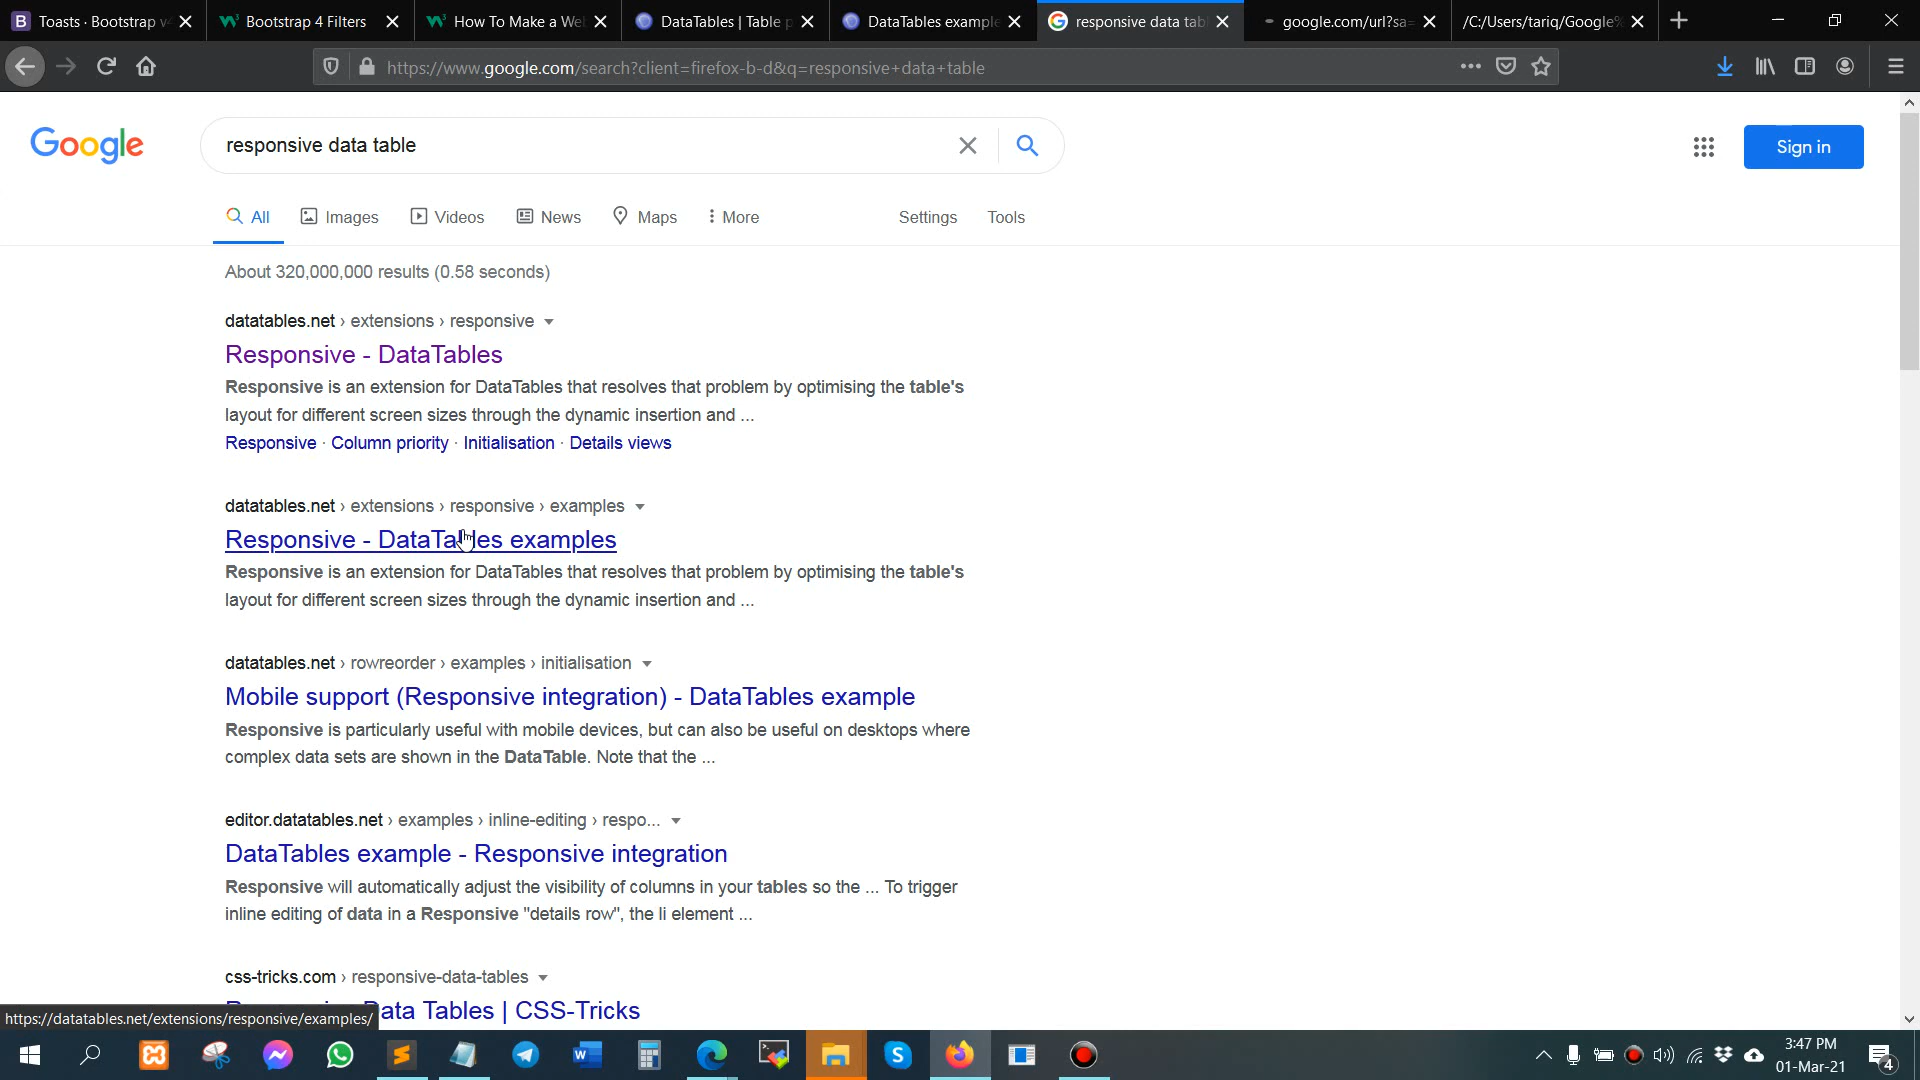 Toasts · Bootstrap v
Bootstrap 4 Filters
How To Make a We
DataTables | Table p
DataTables example
responsive data tab
google.com/url?sa=
/C:/Users/tariq/Google%
https://www.google.com/search?client=firefox-b-d&q=responsive+data+table
Google
responsive data table
Sign in
All
Images
Videos
News
Maps
More
Settings
Tools
About 320,000,000 results (0.58 seconds)
datatables.net › extensions › responsive
Responsive - DataTables
Responsive is an extension for DataTables that resolves that problem by optimising the table's
layout for different screen sizes through the dynamic insertion and ...
Responsive · Column priority · Initialisation · Details views
datatables.net › extensions › responsive › examples
Responsive - DataTables examples
Responsive is an extension for DataTables that resolves that problem by optimising the table's
layout for different screen sizes through the dynamic insertion and ...
datatables.net › rowreorder › examples › initialisation
Mobile support (Responsive integration) - DataTables example
Responsive is particularly useful with mobile devices, but can also be useful on desktops where
complex data sets are shown in the DataTable. Note that the ...
editor.datatables.net › examples › inline-editing › respo...
DataTables example - Responsive integration
Responsive will automatically adjust the visibility of columns in your tables so the ... To trigger
inline editing of data in a Responsive "details row", the li element ...
css-tricks.com › responsive-data-tables
Data Tables | CSS-Tricks
https://datatables.net/extensions/responsive/examples/
3:47 PM
01-Mar-21
4